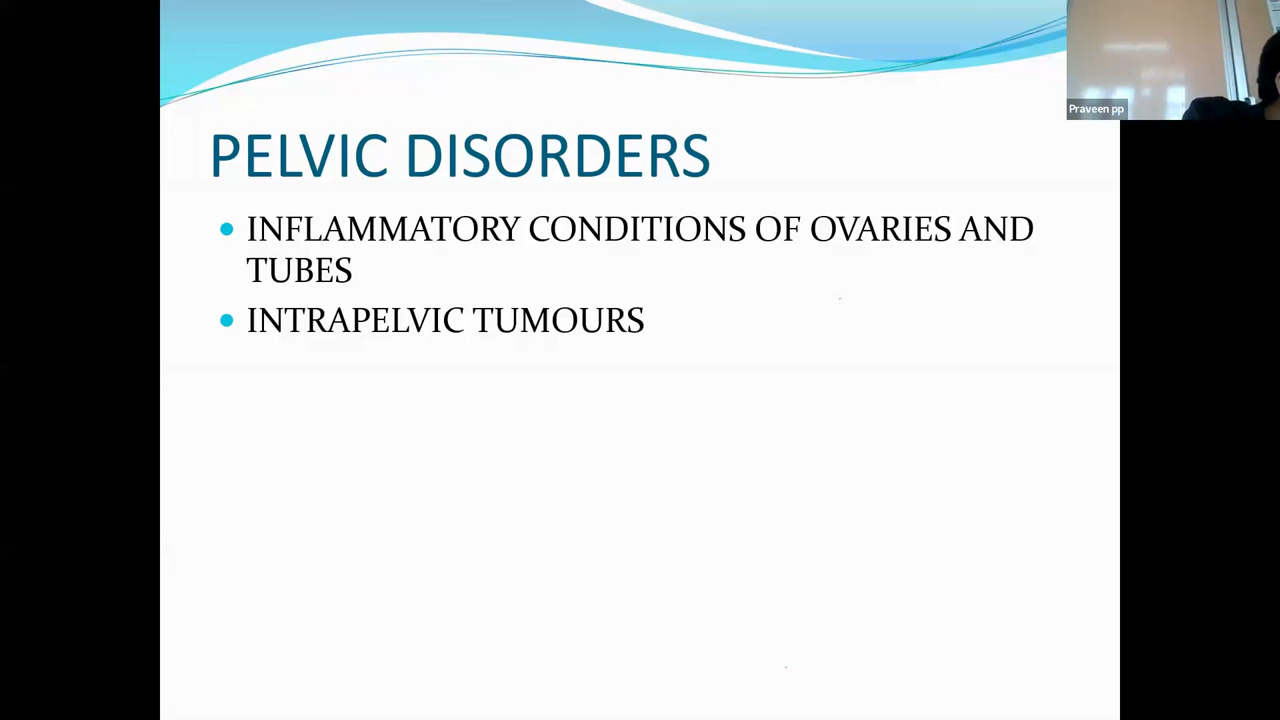 PELVIC DISORDERS
INFLAMMATORY CONDITIONS OF OVARIES AND
TUBES
INTRAPELVIC TUMOURS
Praveen pp